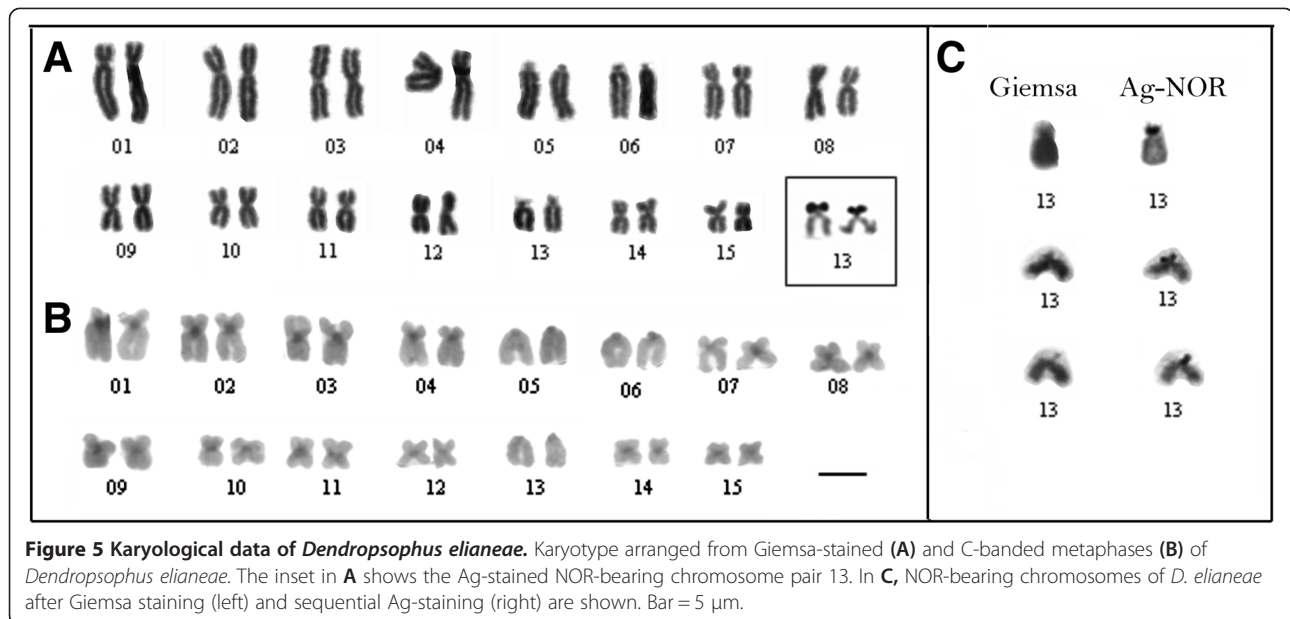 A
01 02 03 04 05 06 07 08
09 10 11 12 13 14 15 13
B
01 02 03 04 05 06 07 08
09 10 11 12 13 14 15
C
Giemsa Ag-NOR
13 13
13 13
13 13
Figure 5 Karyological data of Dendropsophus elianeae. Karyotype arranged from Giemsa-stained (A) and C-banded metaphases (B) of
Dendropsophus elianeae. The inset in A shows the Ag-stained NOR-bearing chromosome pair 13. In C, NOR-bearing chromosomes of D. elianeae
after Giemsa staining (left) and sequential Ag-staining (right) are shown. Bar = 5 μm.